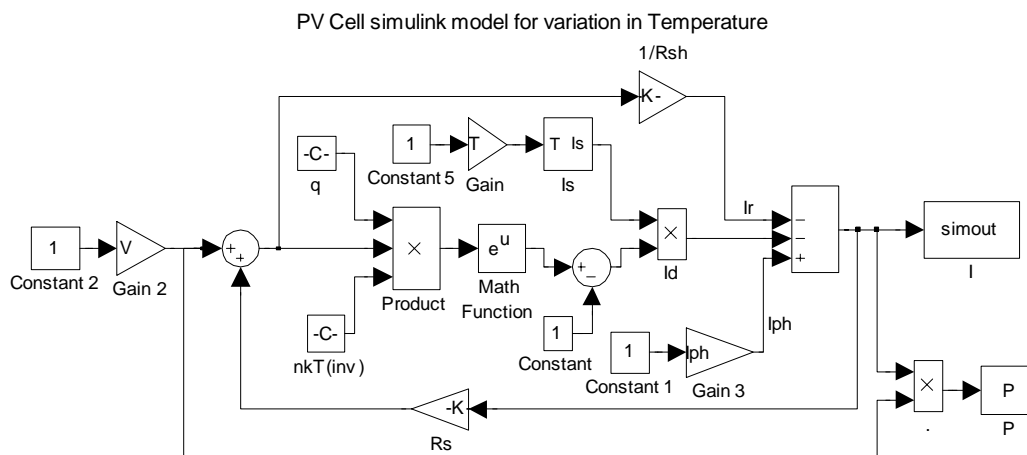 PV Cell simulink model for variation in Temperature
1/Rsh
K-
-C-
q
1
Constant 5
T
Gain
T Is
Is
Ir
1
Constant 2
V
Gain 2
+
+
×
Product
e^u
Math
Function
+
−
×
Id
−
−
+
simout
I
-C-
nkT(inv)
1
Constant
1
Constant 1
Iph
Gain 3
Iph
-K
Rs
×
.
P
P